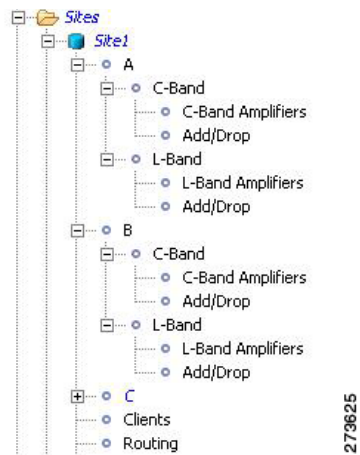 Sites
Site1
A
C-Band
C-Band Amplifiers
Add/Drop
L-Band
L-Band Amplifiers
Add/Drop
B
C-Band
C-Band Amplifiers
Add/Drop
L-Band
L-Band Amplifiers
Add/Drop
C
Clients
Routing
273625